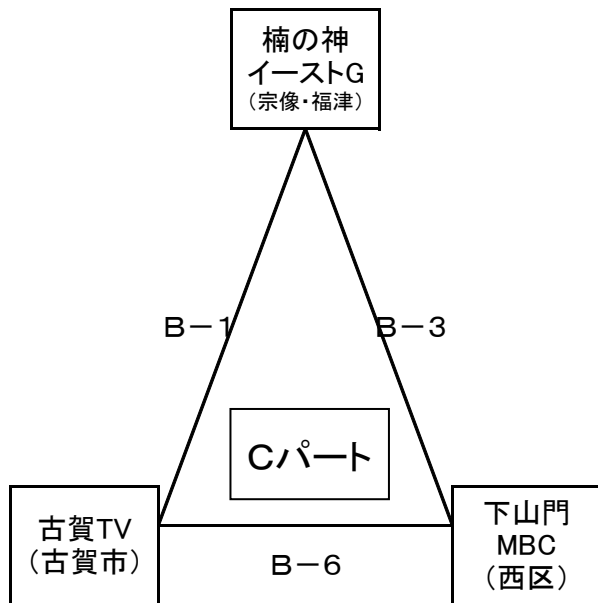 楠の神
イーストG
（宗像・福津）
B－1
B－3
Cパート
古賀TV
（古賀市）
B－6
下山門
MBC
（西区）